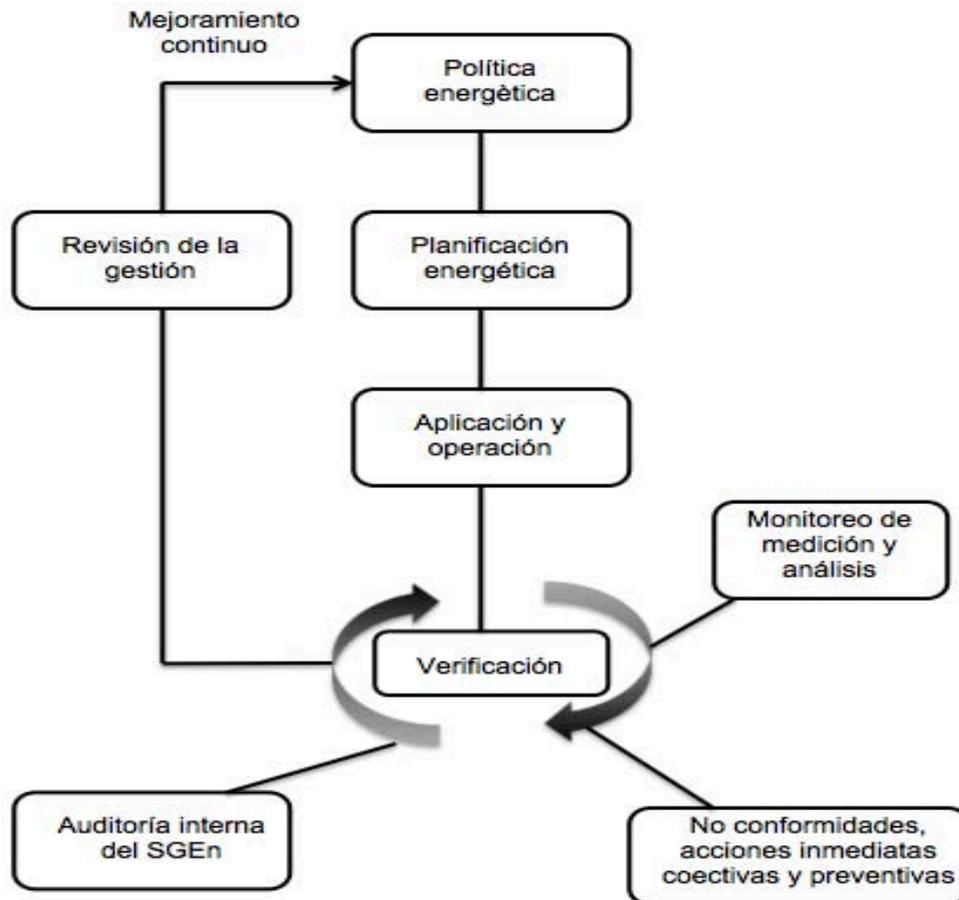 Mejoramiento
continuo
Política
energètica
Revisión de la
gestión
Planificación
energética
Aplicación y
operación
Monitoreo de
medición y
análisis
Verificación
Auditoría interna
del SGEn
No conformidades,
acciones inmediatas
coectivas y preventivas